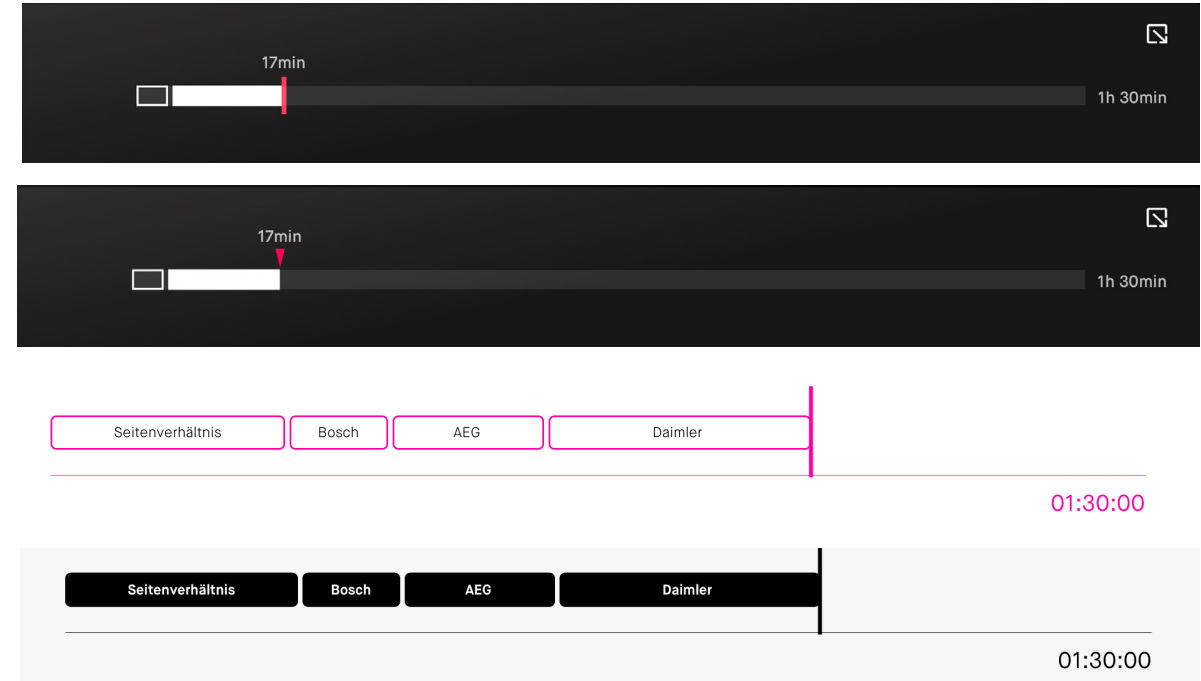 17min
1h 30min
17min
1h 30min
Seitenverhältnis Bosch AEG Daimler
01:30:00
Seitenverhältnis Bosch AEG Daimler
01:30:00